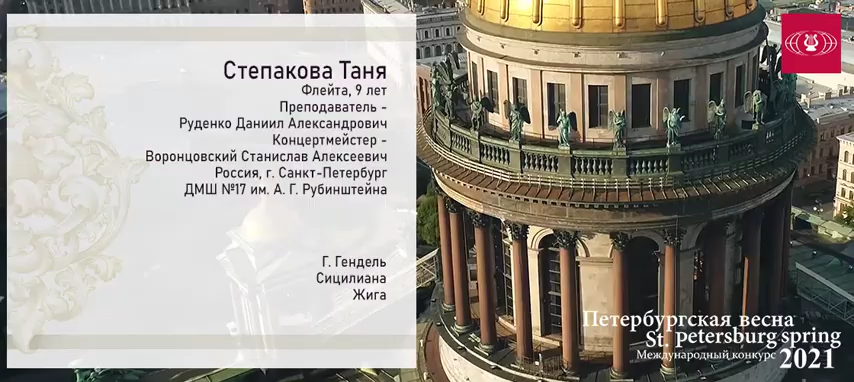 Степакова Таня
Флейта, 9 лет
Преподаватель -
Руденко Даниил Александрович
Концертмейстер -
Воронцовский Станислав Алексеевич
Россия, г. Санкт-Петербург
ДМШ №17 им. А. Г. Рубинштейна
Г. Гендель
Сицилиана
Жига
Петербургская весна
St. petersburg spring
Международный конкурс 2021